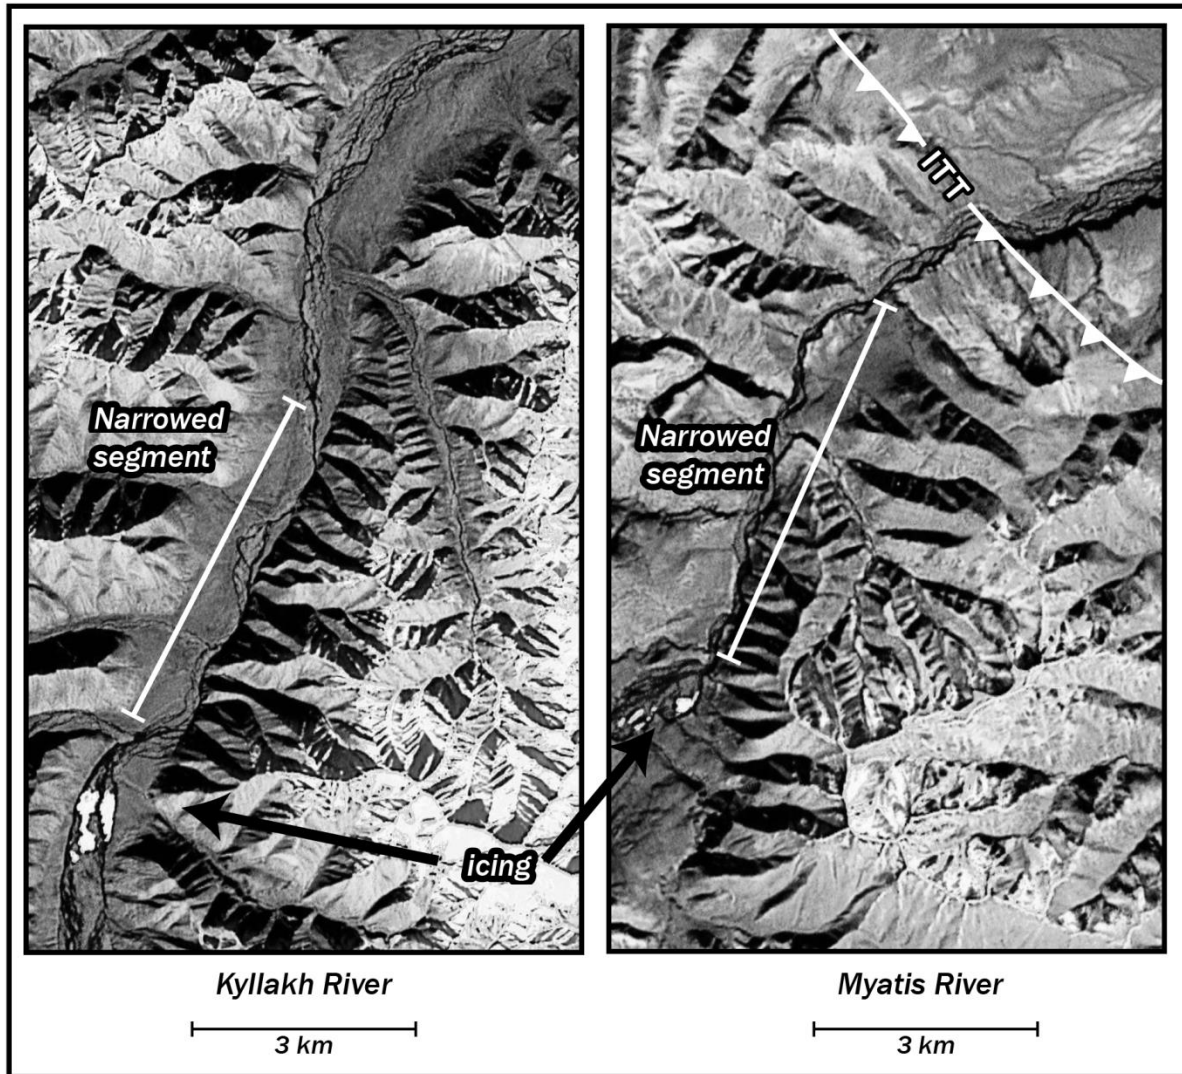 Narrowed
segment
icing
Kyllakh River
3 km
ITT
Narrowed
segment
Myatis River
3 km